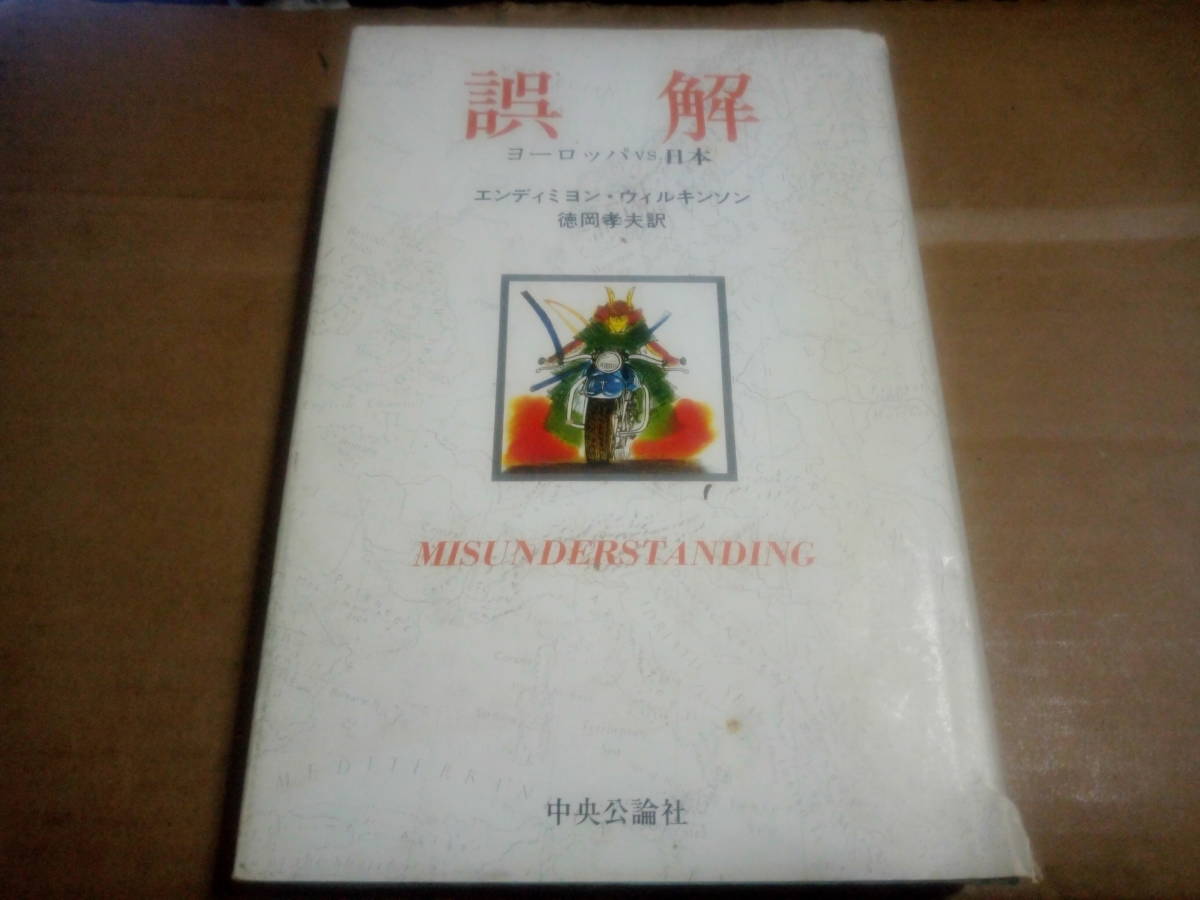 誤解
ヨーロッパvs.日本
エンディミヨン・ウィルキンソン
徳岡孝夫訳
MISUNDERSTANDING
中央公論社